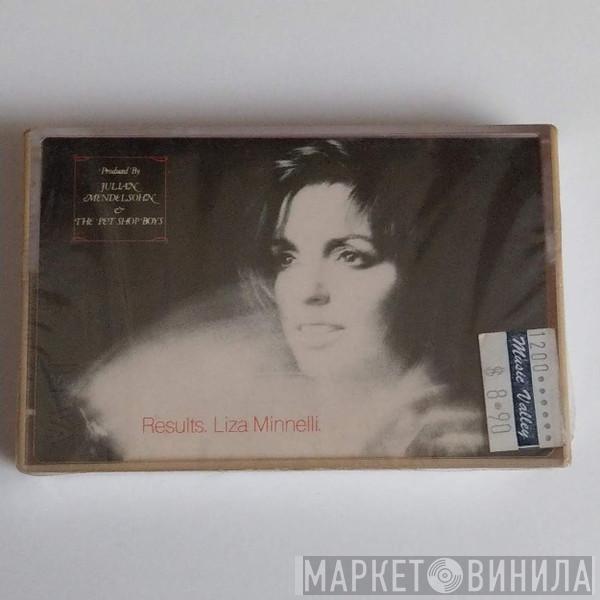 Produced By
JULIAN
MENDELSOHN
&
THE PET SHOP BOYS
Results. Liza Minnelli.
1200
Music Valley
$ 8.90
МАРКЕТ ВИНИЛА